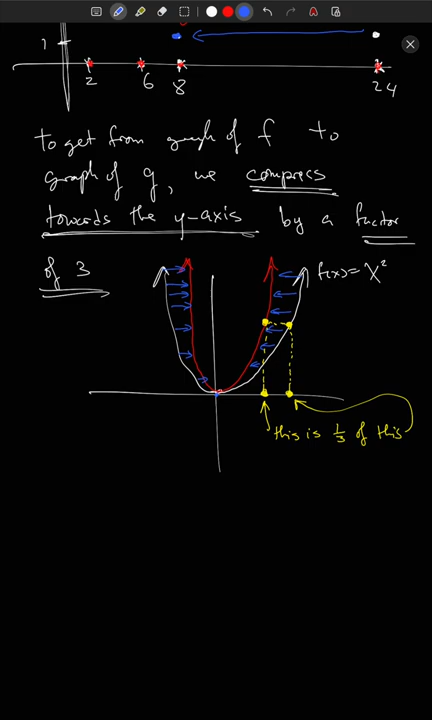 1
2 6 8 24
To get from graph of f to
graph of g, we compress
towards the y-axis by a factor
of 3
f(x) = x²
this is 1/3 of this